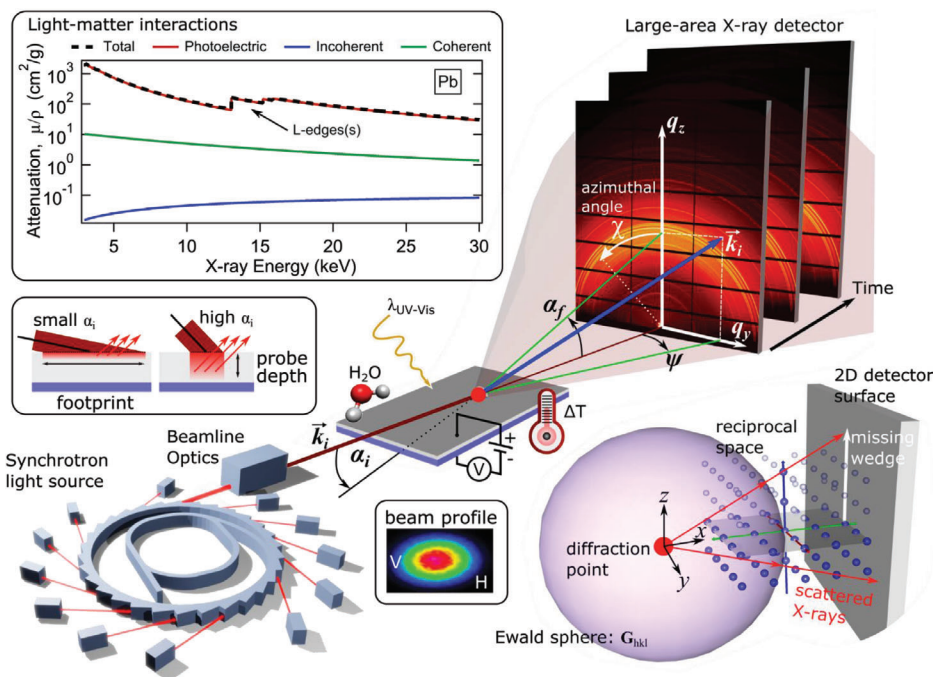 Light-matter interactions
Total Photoelectric Incoherent Coherent
Attenuation, μ/ρ (cm²/g)
10³
10²
10¹
10⁰
10⁻¹
Pb
L-edges(s)
5 10 15 20 25 30
X-ray Energy (keV)
Large-area X-ray detector
q_z
azimuthal
angle
χ
k⃗_i
α_f
q_y
ψ
Time
small α_i
high α_i
probe
depth
footprint
λ_UV-Vis
H₂O
ΔT
+
-
V
k⃗_i
α_i
Beamline
Optics
Synchrotron
light source
beam profile
V
H
2D detector
surface
reciprocal
space
missing
wedge
z
x
y
diffraction
point
scattered
X-rays
Ewald sphere: G_hkl